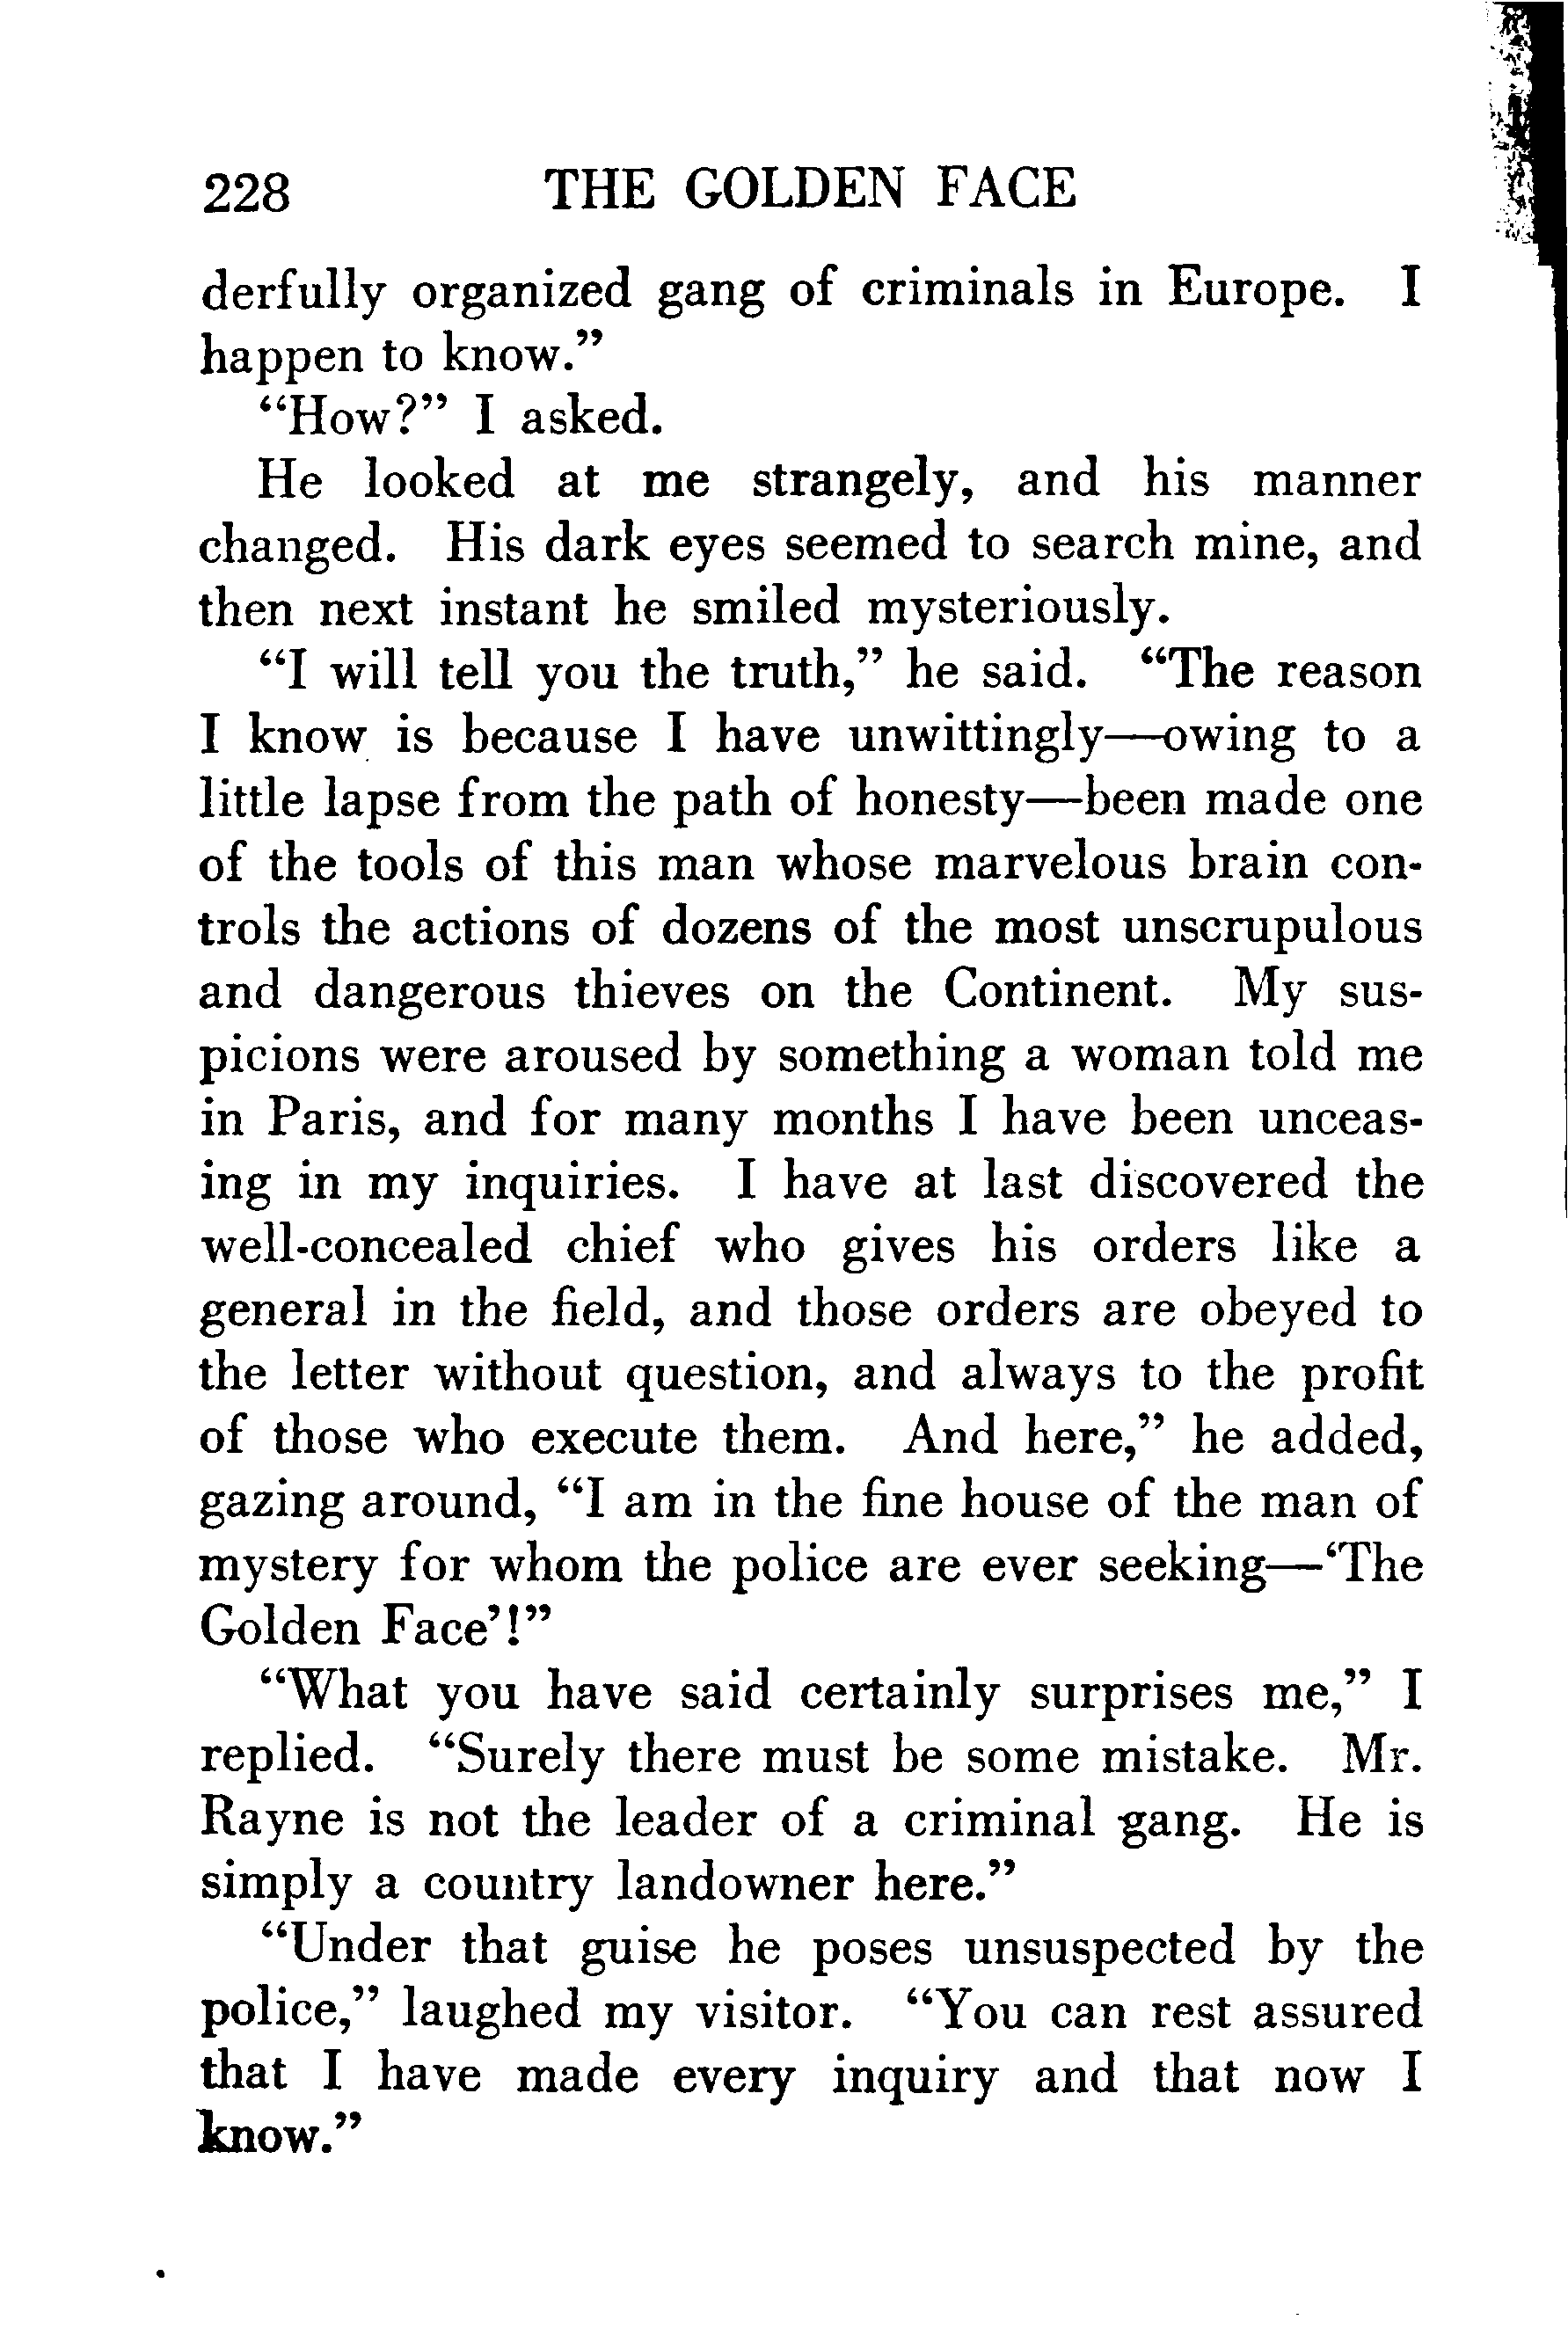 228 THE GOLDEN FACE
derfully organized gang of criminals in Europe. I
happen to know.”
“How?” I asked.
He looked at me strangely, and his manner
changed. His dark eyes seemed to search mine, and
then next instant he smiled mysteriously.
“I will tell you the truth,” he said. “The reason
I know is because I have unwittingly—owing to a
little lapse from the path of honesty—been made one
of the tools of this man whose marvelous brain con-
trols the actions of dozens of the most unscrupulous
and dangerous thieves on the Continent. My sus-
picions were aroused by something a woman told me
in Paris, and for many months I have been unceas-
ing in my inquiries. I have at last discovered the
well-concealed chief who gives his orders like a
general in the field, and those orders are obeyed to
the letter without question, and always to the profit
of those who execute them. And here,” he added,
gazing around, “I am in the fine house of the man of
mystery for whom the police are ever seeking—‘The
Golden Face’!”
“What you have said certainly surprises me,” I
replied. “Surely there must be some mistake. Mr.
Rayne is not the leader of a criminal gang. He is
simply a country landowner here.”
“Under that guise he poses unsuspected by the
police,” laughed my visitor. “You can rest assured
that I have made every inquiry and that now I
know.”